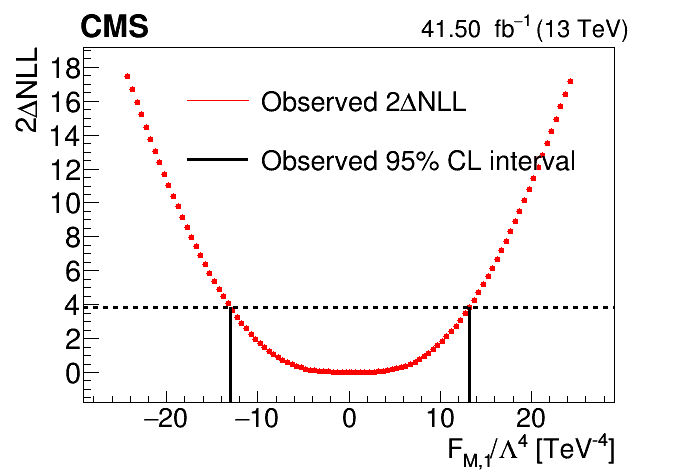 CMS 41.50 fb⁻¹ (13 TeV)
2ΔNLL
18
16
14
12
10
8
6
4
2
0
Observed 2ΔNLL
Observed 95% CL interval
−20 −10 0 10 20
F_M,1/Λ⁴ [TeV⁻⁴]